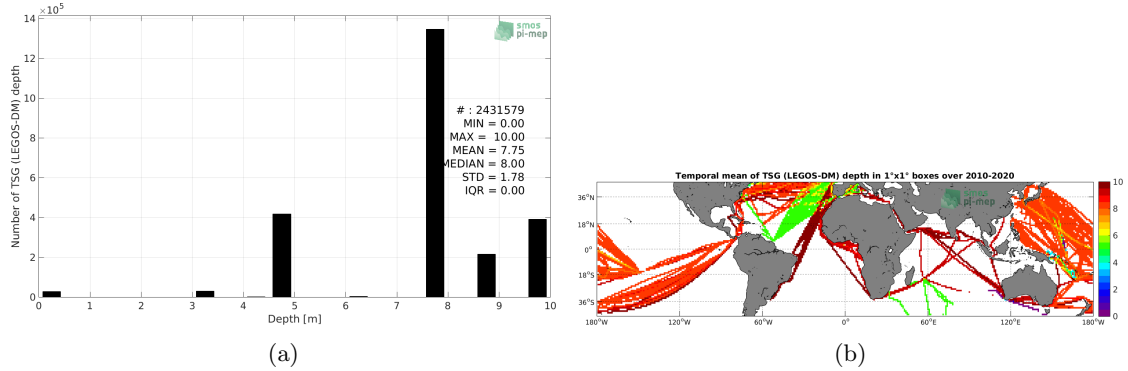 ×10⁵
14
12
10
8
6
4
2
0
Number of TSG (LEGOS-DM) depth
smos
pi-mep
# : 2431579
MIN = 0.00
MAX = 10.00
MEAN = 7.75
MEDIAN = 8.00
STD = 1.78
IQR = 0.00
0 1 2 3 4 5 6 7 8 9 10
Depth [m]
(a)
Temporal mean of TSG (LEGOS-DM) depth in 1°x1° boxes over 2010-2020
smos
pi-mep
36°N
18°N
0°
18°S
36°S
180°W 120°W 60°W 0° 60°E 120°E 180°E
10
8
6
4
2
0
(b)